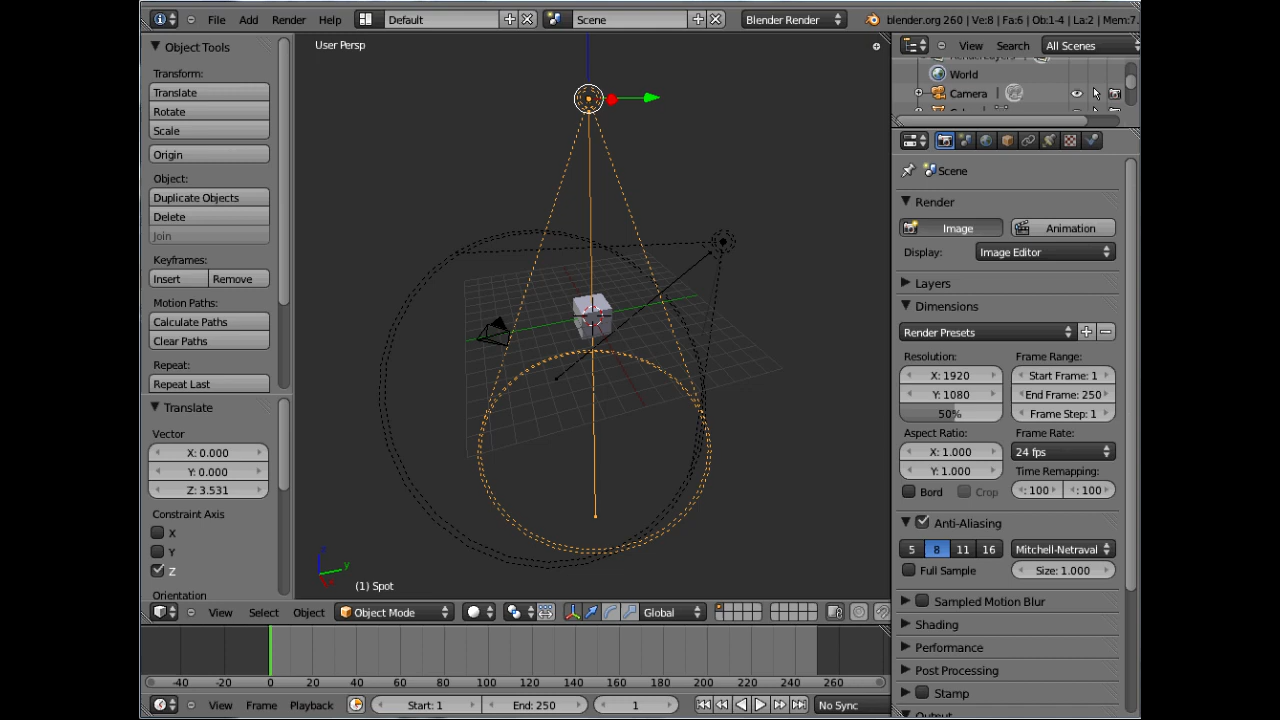 File Add Render Help Default Scene Blender Render blender.org 260 | Ve:8 | Fa:6 | Ob:1-4 | La:2 | Mem:7.
Object Tools
Transform:
Translate
Rotate
Scale
Origin
Object:
Duplicate Objects
Delete
Join
Keyframes:
Insert Remove
Motion Paths:
Calculate Paths
Clear Paths
Repeat:
Repeat Last
Translate
Vector
X: 0.000
Y: 0.000
Z: 3.531
Constraint Axis
X
Y
Z
Orientation
User Persp
z
y
(1) Spot
View Select Object Object Mode Global
-40 -20 0 20 40 60 80 100 120 140 160 180 200 220 240 260
View Frame Playback Start: 1 End: 250 1 No Sync
View Search All Scenes
World
Camera
Scene
Render
Image Animation
Display: Image Editor
Layers
Dimensions
Render Presets
Resolution: Frame Range:
X: 1920 Start Frame: 1
Y: 1080 End Frame: 250
50% Frame Step: 1
Aspect Ratio: Frame Rate:
X: 1.000 24 fps
Y: 1.000 Time Remapping:
Bord Crop : 100 : 100
Anti-Aliasing
5 8 11 16 Mitchell-Netraval
Full Sample Size: 1.000
Sampled Motion Blur
Shading
Performance
Post Processing
Stamp
Output